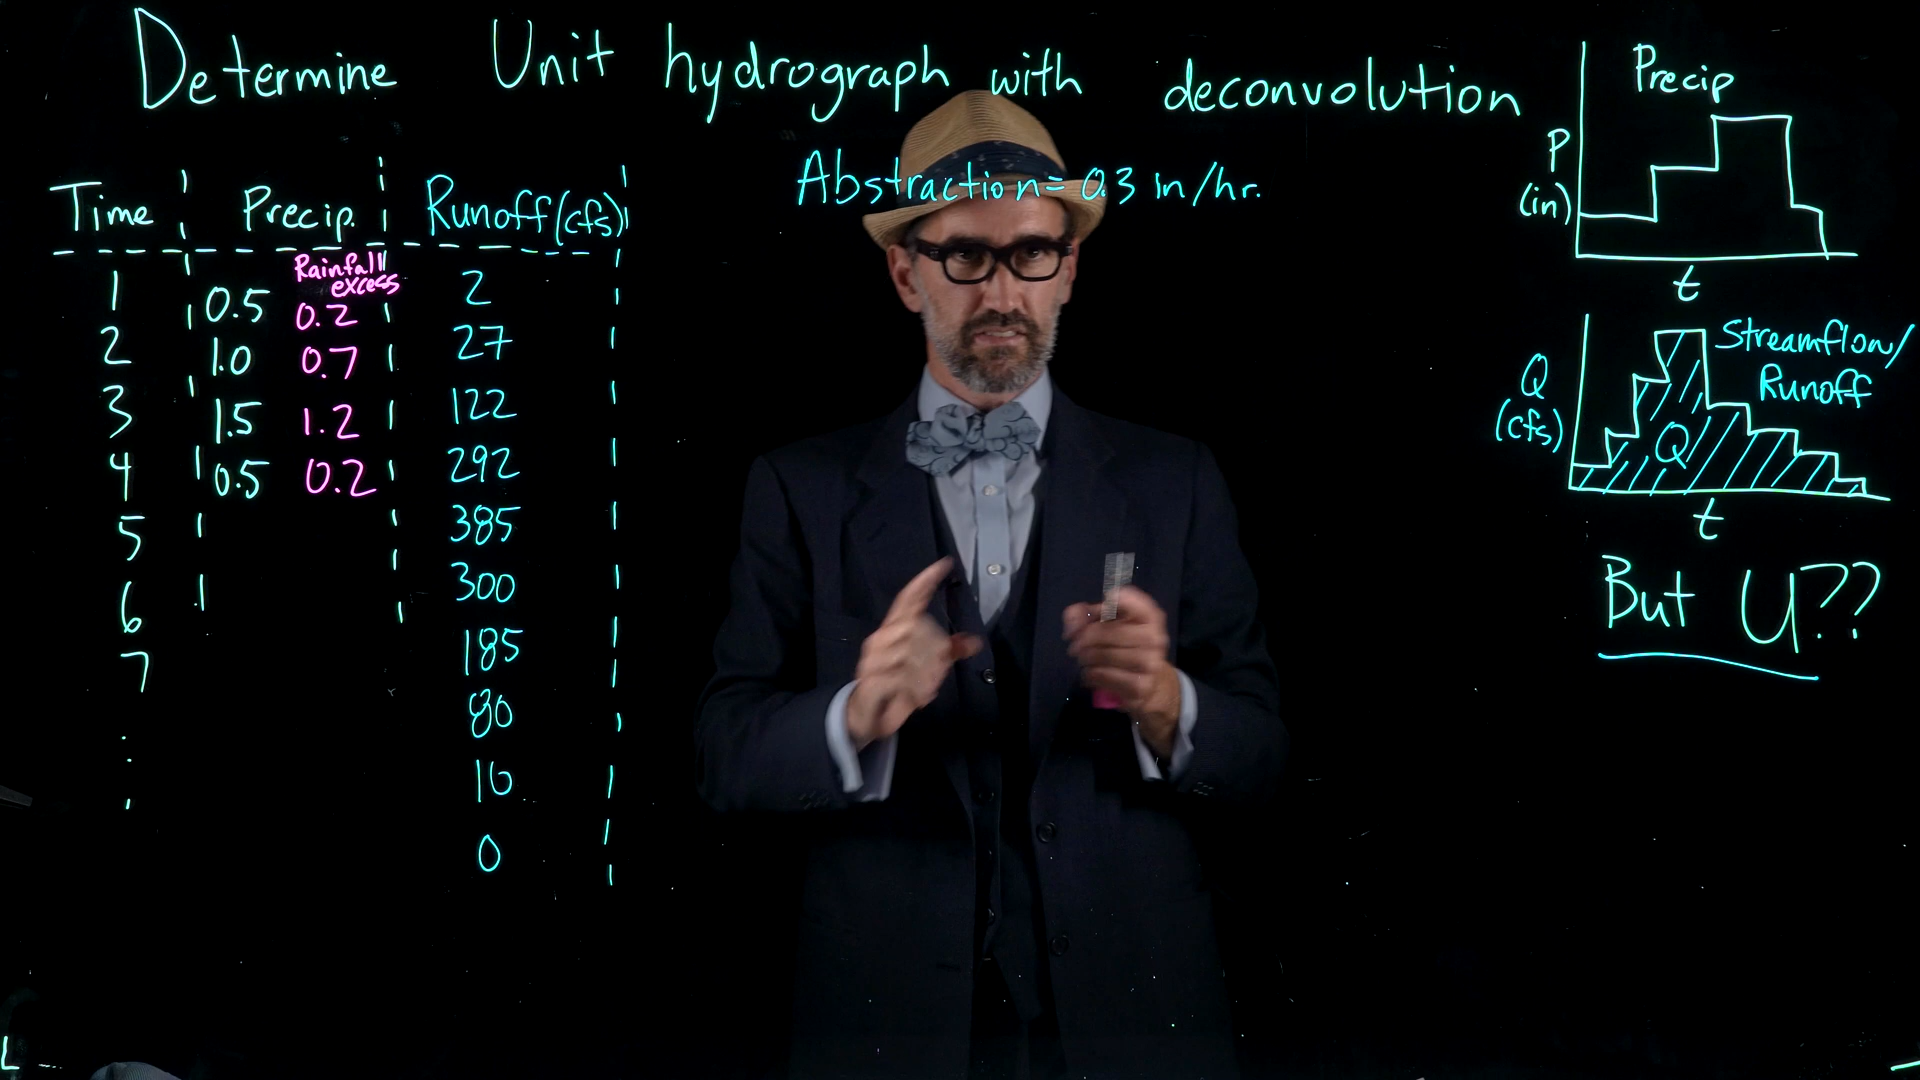 Determine Unit hydrograph with deconvolution
Abstraction = 0.3 in/hr.
Time Precip. Runoff (cfs)
Rainfall
excess
1 0.5 0.2 2
2 1.0 0.7 27
3 1.5 1.2 122
4 0.5 0.2 292
5 385
6 300
7 185
80
10
0
Precip
P
(in)
t
Streamflow/
Runoff
Q
(cfs)
Q
t
But U??